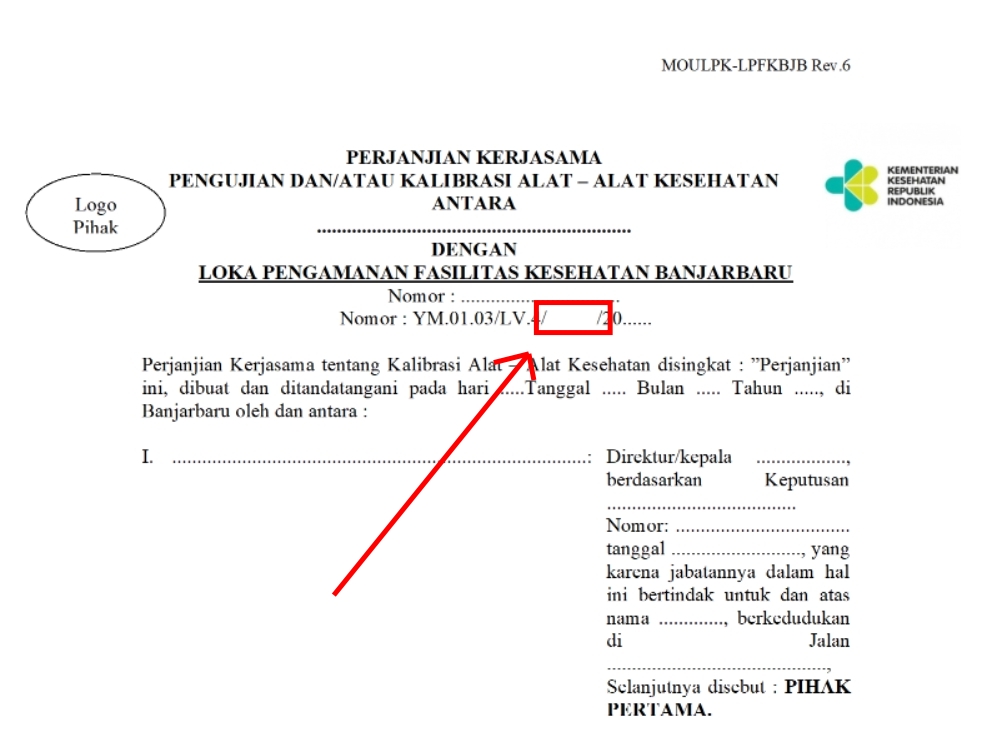 MOULPK-LPFKBJB Rev.6
PERJANJIAN KERJASAMA
PENGUJIAN DAN/ATAU KALIBRASI ALAT – ALAT KESEHATAN
ANTARA
...............................................................
DENGAN
LOKA PENGAMANAN FASILITAS KESEHATAN BANJARBARU
Nomor : ................................
Nomor : YM.01.03/LV.4/ /20......
Logo
Pihak
KEMENTERIAN
KESEHATAN
REPUBLIK
INDONESIA
Perjanjian Kerjasama tentang Kalibrasi Alat – Alat Kesehatan disingkat : ”Perjanjian”
ini, dibuat dan ditandatangani pada hari .....Tanggal ..... Bulan ..... Tahun ....., di
Banjarbaru oleh dan antara :
I. ...................................................................................:
Direktur/kepala ..................,
berdasarkan Keputusan
......................................
Nomor: ...................................
tanggal .........................., yang
karena jabatannya dalam hal
ini bertindak untuk dan atas
nama ............., berkedudukan
di Jalan
............................................,
Selanjutnya disebut : PIHAK
PERTAMA.